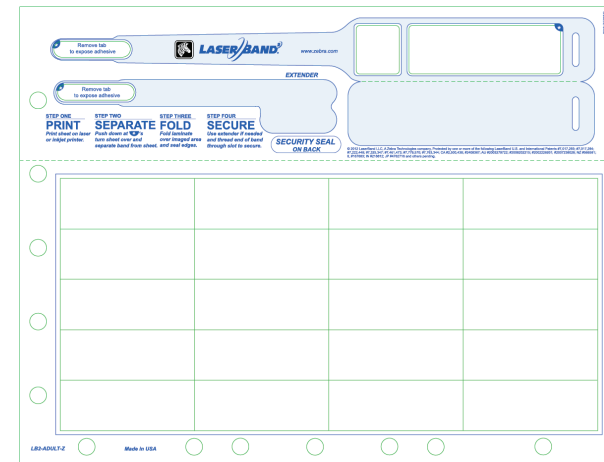 Remove tab
to expose adhesive
LASERBAND®
www.zebra.com
EXTENDER
Remove tab
to expose adhesive
STEP ONE
PRINT
Print sheet on laser
or inkjet printer.
STEP TWO
SEPARATE
Push down at 's
turn sheet over and
separate band from sheet.
STEP THREE
FOLD
Fold laminate
over imaged area
and seal edges.
STEP FOUR
SECURE
Use extender if needed
and thread end of band
through slot to secure.
SECURITY SEAL
ON BACK
LB2-ADULT-Z
Made in USA